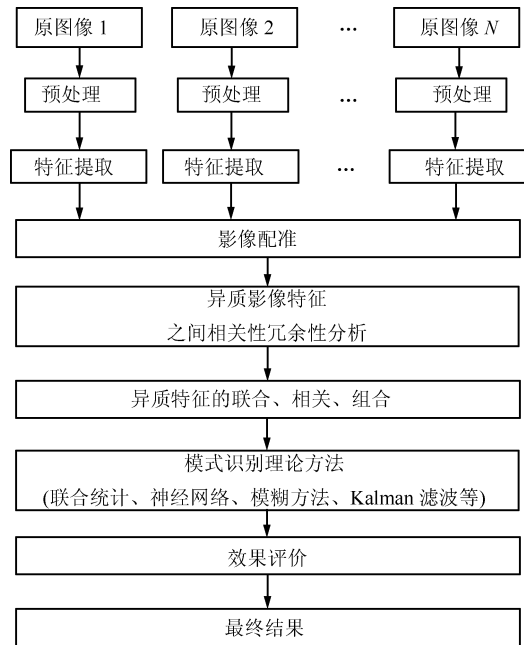 原图像 1 原图像 2 ... 原图像 N
预处理 预处理 ... 预处理
特征提取 特征提取 ... 特征提取
影像配准
异质影像特征
之间相关性冗余性分析
异质特征的联合、相关、组合
模式识别理论方法
(联合统计、神经网络、模糊方法、Kalman 滤波等)
效果评价
最终结果